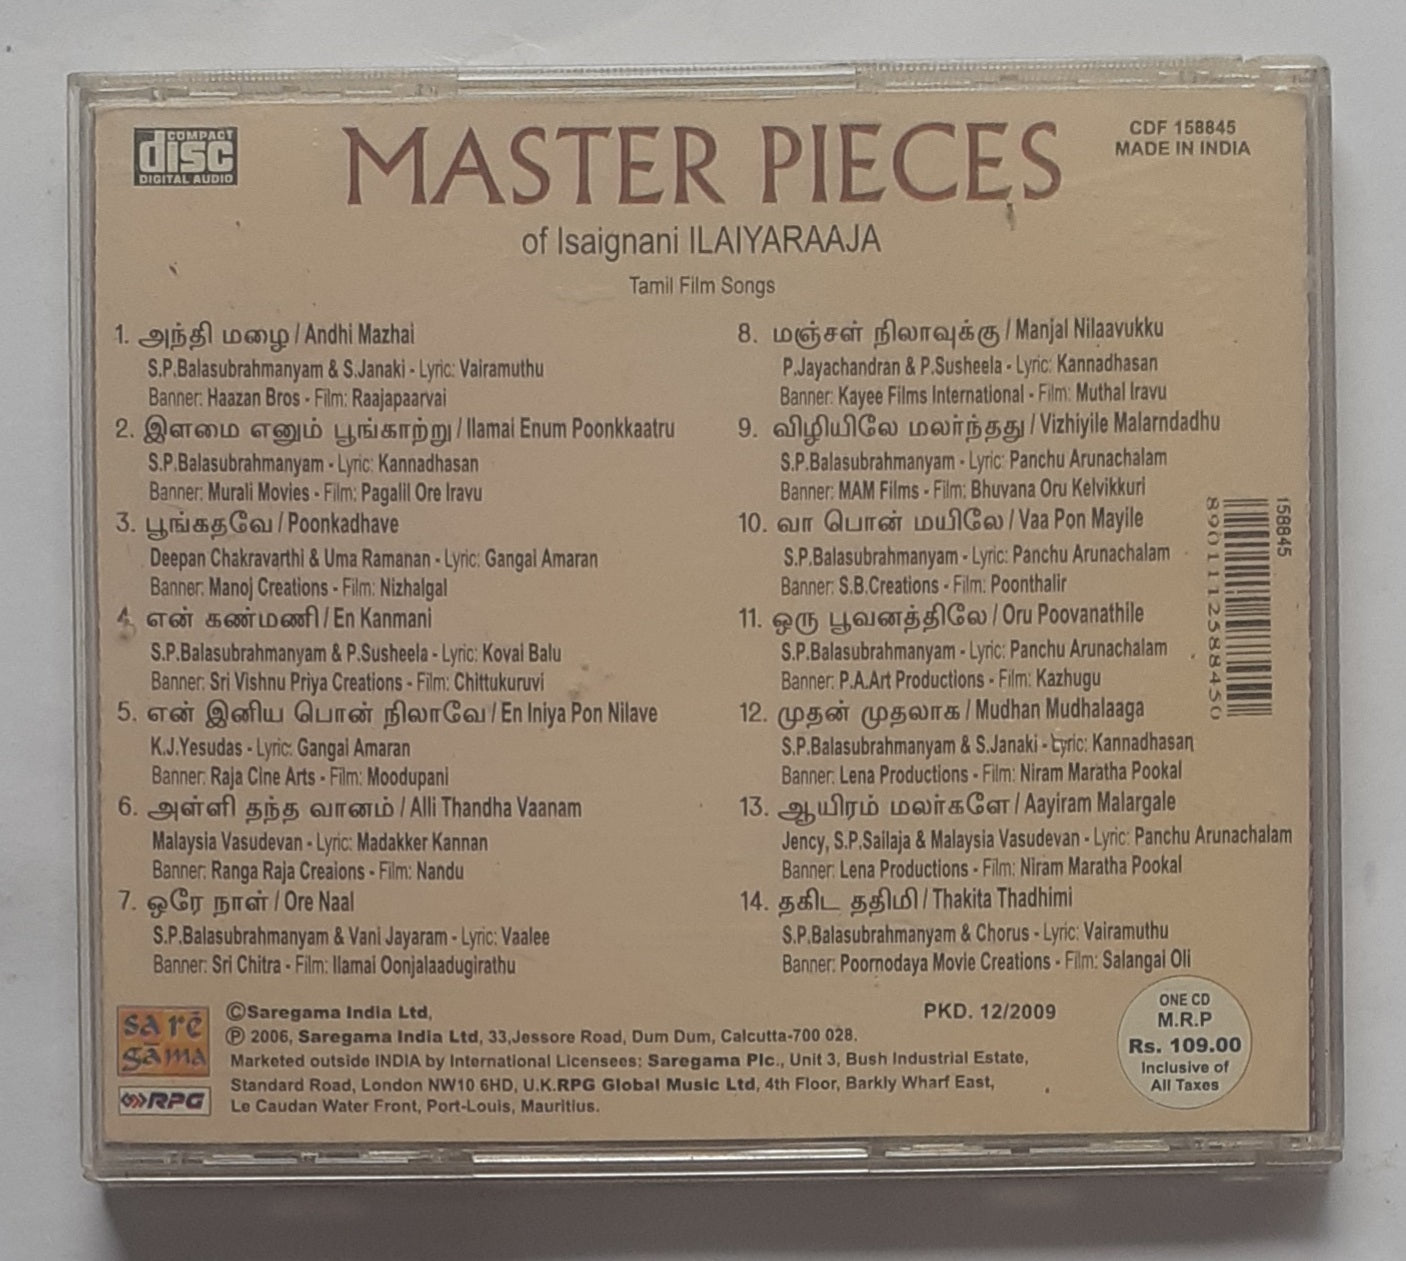 COMPACT
disc
DIGITAL AUDIO
MASTER PIECES
CDF 158845
MADE IN INDIA
of Isaignani ILAIYARAAJA
Tamil Film Songs
1. அந்தி மழை / Andhi Mazhai
S.P.Balasubrahmanyam & S.Janaki - Lyric: Vairamuthu
Banner: Haazan Bros - Film: Raajapaarvai
2. இளமை எனும் பூங்காற்று / Ilamai Enum Poonkkaatru
S.P.Balasubrahmanyam - Lyric: Kannadhasan
Banner: Murali Movies - Film: Pagalil Ore Iravu
3. பூங்கதவே / Poonkadhave
Deepan Chakravarthi & Uma Ramanan - Lyric: Gangai Amaran
Banner: Manoj Creations - Film: Nizhalgal
4. என் கண்மணி / En Kanmani
S.P.Balasubrahmanyam & P.Susheela - Lyric: Kovai Balu
Banner: Sri Vishnu Priya Creations - Film: Chittukuruvi
5. என் இனிய பொன் நிலாவே / En Iniya Pon Nilave
K.J.Yesudas - Lyric: Gangai Amaran
Banner: Raja Cine Arts - Film: Moodupani
6. அள்ளி தந்த வானம் / Alli Thandha Vaanam
Malaysia Vasudevan - Lyric: Madakker Kannan
Banner: Ranga Raja Creaions - Film: Nandu
7. ஒரே நாள் / Ore Naal
S.P.Balasubrahmanyam & Vani Jayaram - Lyric: Vaalee
Banner: Sri Chitra - Film: Ilamai Oonjalaadugirathu
8. மஞ்சள் நிலாவுக்கு / Manjal Nilaavukku
P.Jayachandran & P.Susheela - Lyric: Kannadhasan
Banner: Kayee Films International - Film: Muthal Iravu
9. விழியிலே மலர்ந்தது / Vizhiyile Malarndadhu
S.P.Balasubrahmanyam - Lyric: Panchu Arunachalam
Banner: MAM Films - Film: Bhuvana Oru Kelvikkuri
10. வா பொன் மயிலே / Vaa Pon Mayile
S.P.Balasubrahmanyam - Lyric: Panchu Arunachalam
Banner: S.B.Creations - Film: Poonthalir
11. ஒரு பூவனத்திலே / Oru Poovanathile
S.P.Balasubrahmanyam - Lyric: Panchu Arunachalam
Banner: P.A.Art Productions - Film: Kazhugu
12. முதன் முதலாக / Mudhan Mudhalaaga
S.P.Balasubrahmanyam & S.Janaki - Lyric: Kannadhasan
Banner: Lena Productions - Film: Niram Maratha Pookal
13. ஆயிரம் மலர்களே / Aayiram Malargale
Jency, S.P.Sailaja & Malaysia Vasudevan - Lyric: Panchu Arunachalam
Banner: Lena Productions - Film: Niram Maratha Pookal
14. தகிட ததிமி / Thakita Thadhimi
S.P.Balasubrahmanyam & Chorus - Lyric: Vairamuthu
Banner: Poornodaya Movie Creations - Film: Salangai Oli
158845
8901112588450
sa re
gama
RPG
©Saregama India Ltd,
℗ 2006, Saregama India Ltd, 33,Jessore Road, Dum Dum, Calcutta-700 028.
Marketed outside INDIA by International Licensees; Saregama Plc., Unit 3, Bush Industrial Estate,
Standard Road, London NW10 6HD, U.K.RPG Global Music Ltd, 4th Floor, Barkly Wharf East,
Le Caudan Water Front, Port-Louis, Mauritius.
PKD. 12/2009
ONE CD
M.R.P
Rs. 109.00
Inclusive of
All Taxes